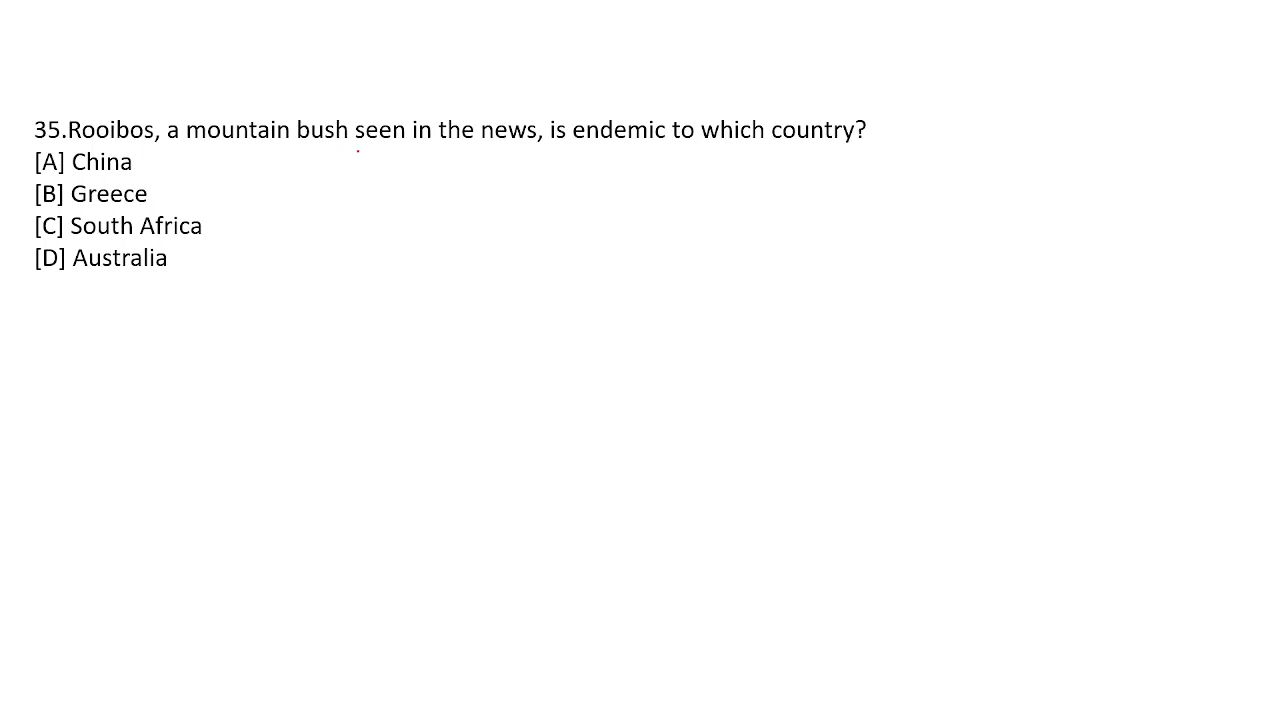 35.Rooibos, a mountain bush seen in the news, is endemic to which country?
[A] China
[B] Greece
[C] South Africa
[D] Australia